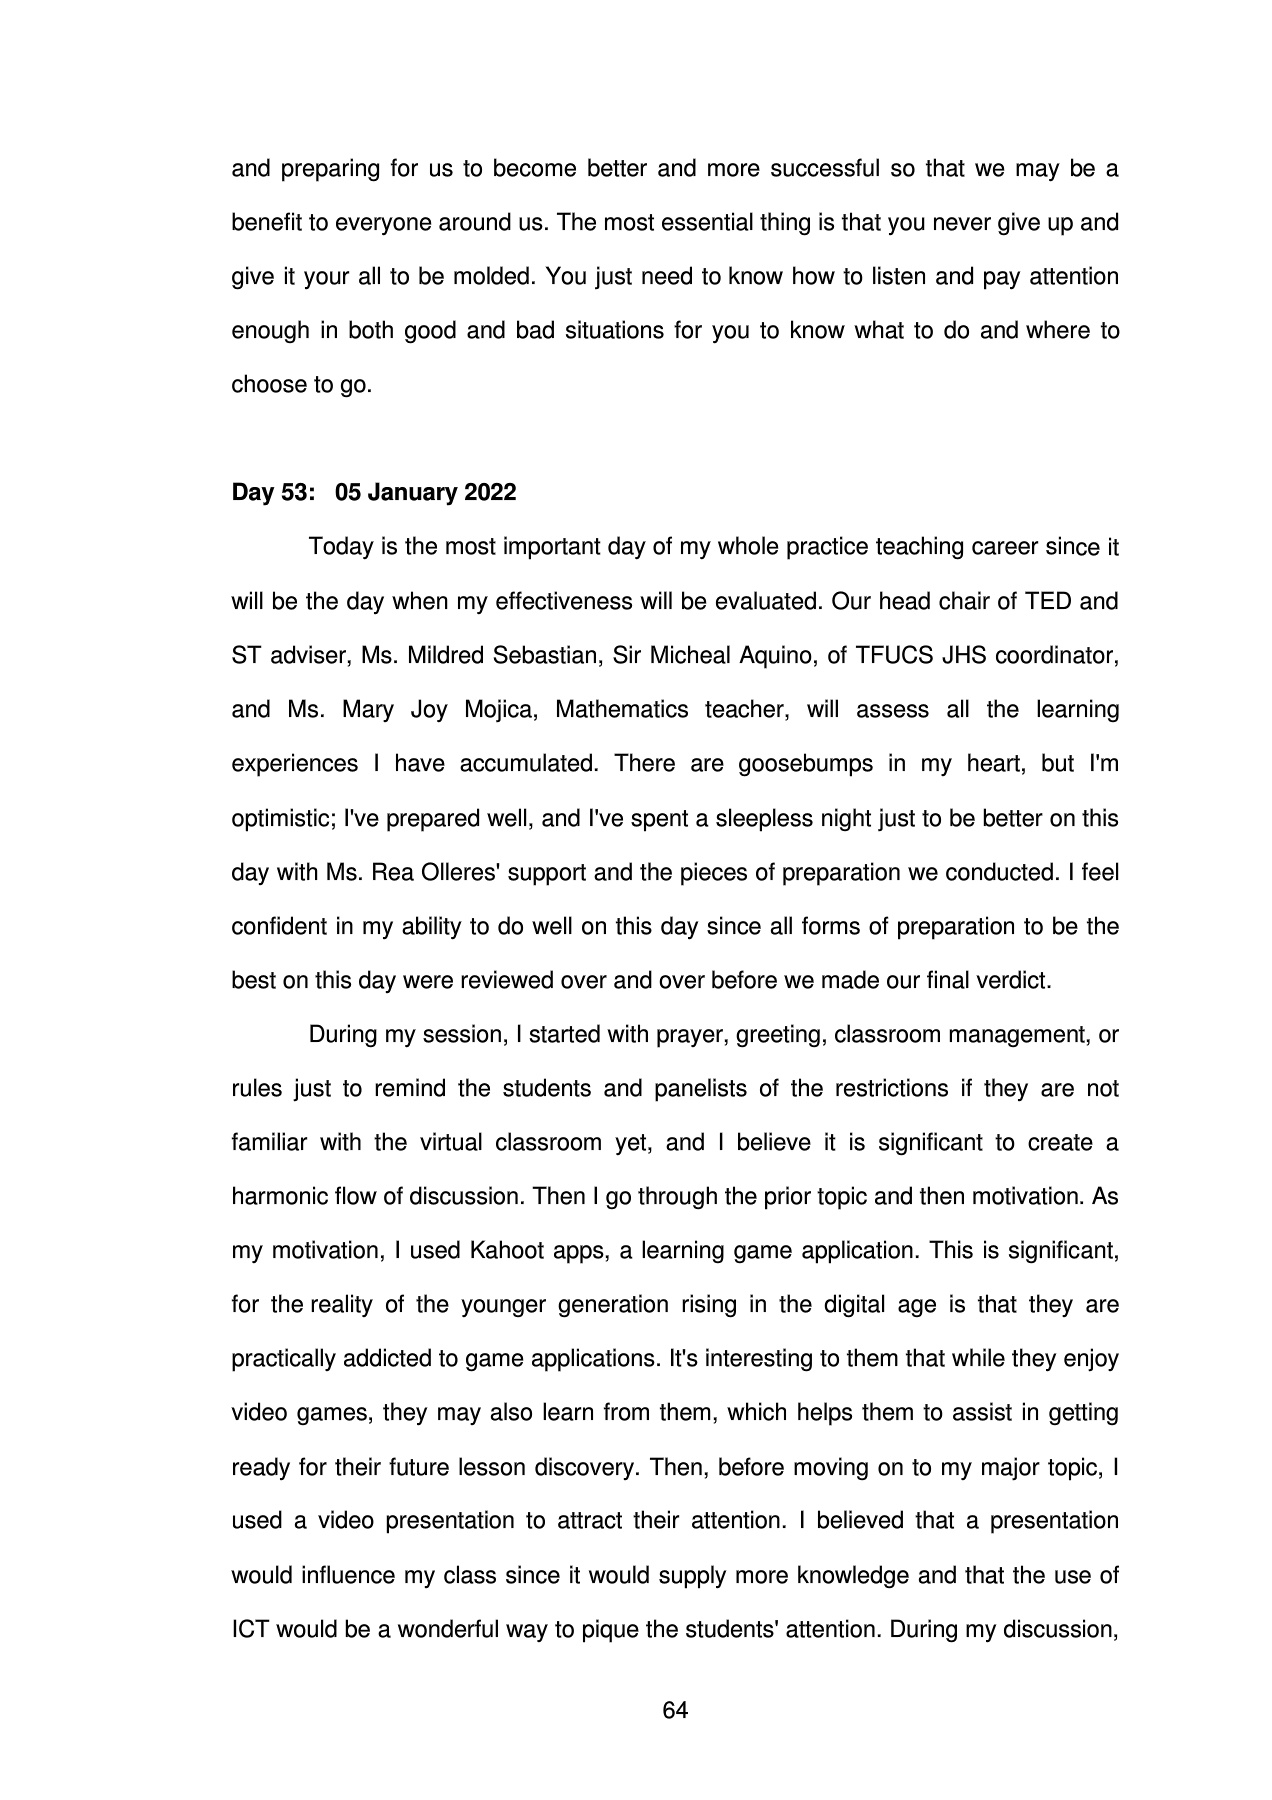 and preparing for us to become better and more successful so that we may be a
benefit to everyone around us. The most essential thing is that you never give up and
give it your all to be molded. You just need to know how to listen and pay attention
enough in both good and bad situations for you to know what to do and where to
choose to go.
Day 53: 05 January 2022
Today is the most important day of my whole practice teaching career since it
will be the day when my effectiveness will be evaluated. Our head chair of TED and
ST adviser, Ms. Mildred Sebastian, Sir Micheal Aquino, of TFUCS JHS coordinator,
and Ms. Mary Joy Mojica, Mathematics teacher, will assess all the learning
experiences I have accumulated. There are goosebumps in my heart, but I'm
optimistic; I've prepared well, and I've spent a sleepless night just to be better on this
day with Ms. Rea Olleres' support and the pieces of preparation we conducted. I feel
confident in my ability to do well on this day since all forms of preparation to be the
best on this day were reviewed over and over before we made our final verdict.
During my session, I started with prayer, greeting, classroom management, or
rules just to remind the students and panelists of the restrictions if they are not
familiar with the virtual classroom yet, and I believe it is significant to create a
harmonic flow of discussion. Then I go through the prior topic and then motivation. As
my motivation, I used Kahoot apps, a learning game application. This is significant,
for the reality of the younger generation rising in the digital age is that they are
practically addicted to game applications. It's interesting to them that while they enjoy
video games, they may also learn from them, which helps them to assist in getting
ready for their future lesson discovery. Then, before moving on to my major topic, I
used a video presentation to attract their attention. I believed that a presentation
would influence my class since it would supply more knowledge and that the use of
ICT would be a wonderful way to pique the students' attention. During my discussion,
64